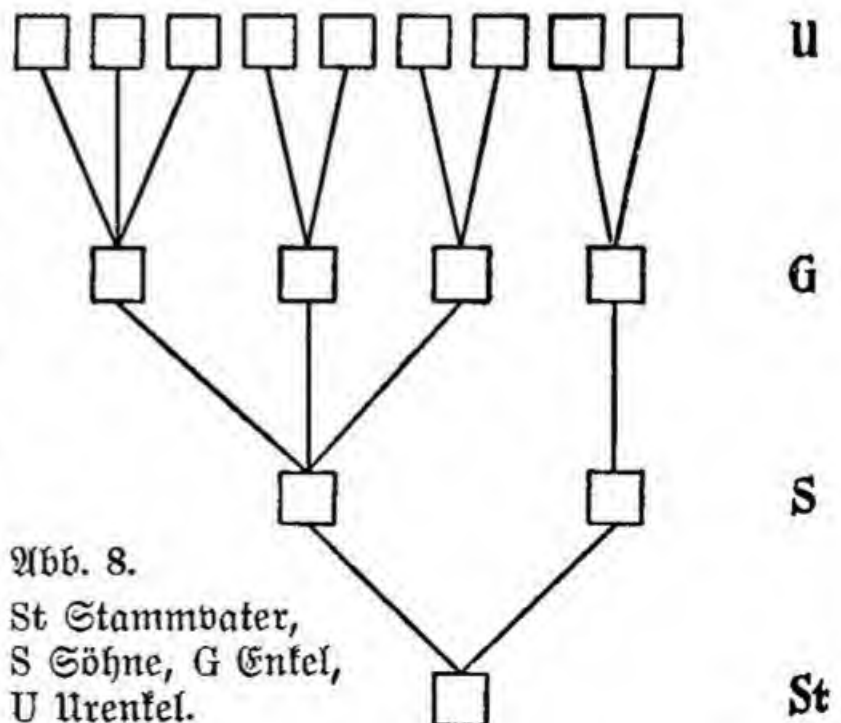 U
G
S
Abb. 8.
St Stammvater,
S Söhne, G Enkel,
U Urenkel.
St